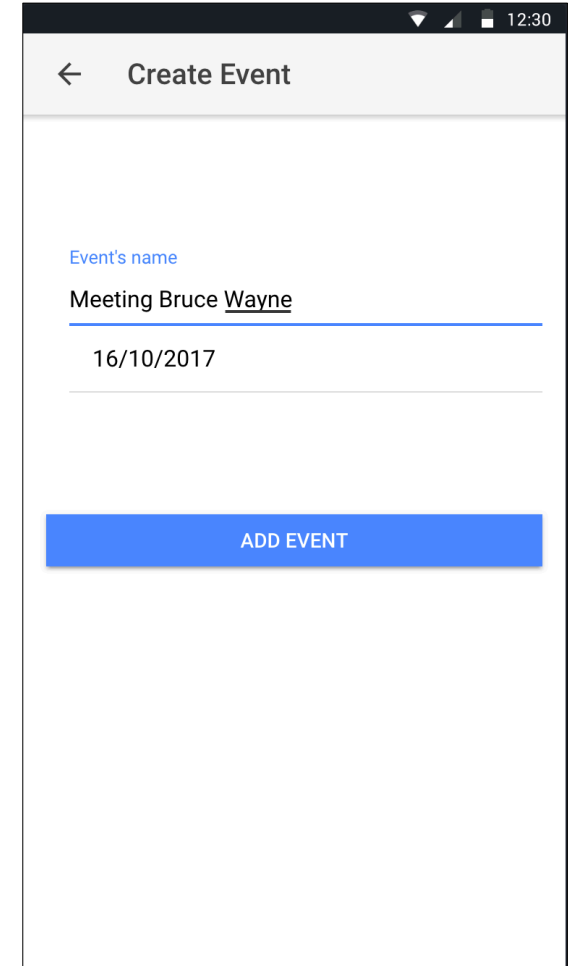 12:30
Create Event
Event's name
Meeting Bruce Wayne
16/10/2017
ADD EVENT